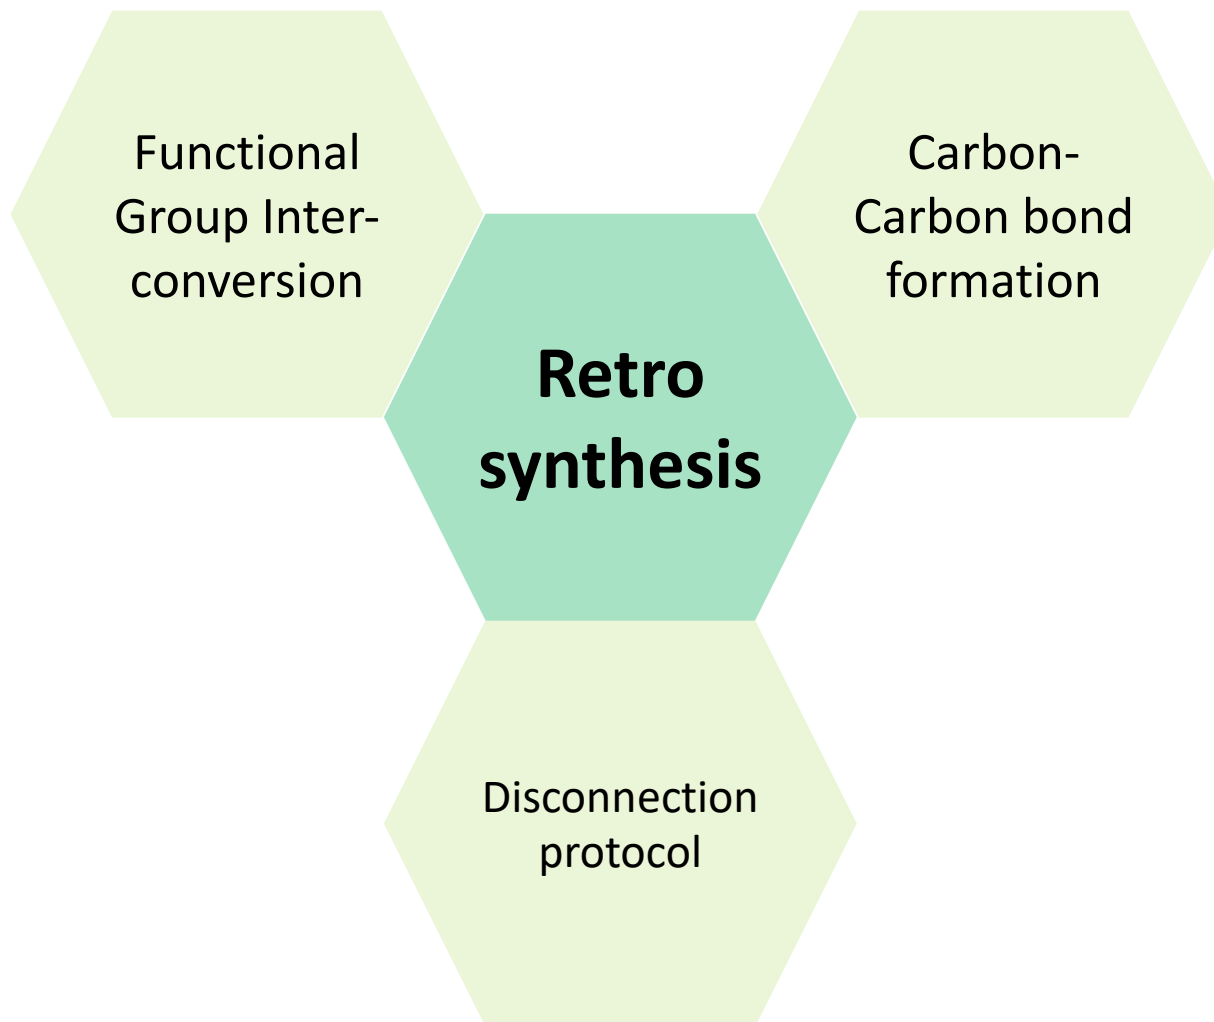 Functional
Group Inter-
conversion
Carbon-
Carbon bond
formation
Retro
synthesis
Disconnection
protocol